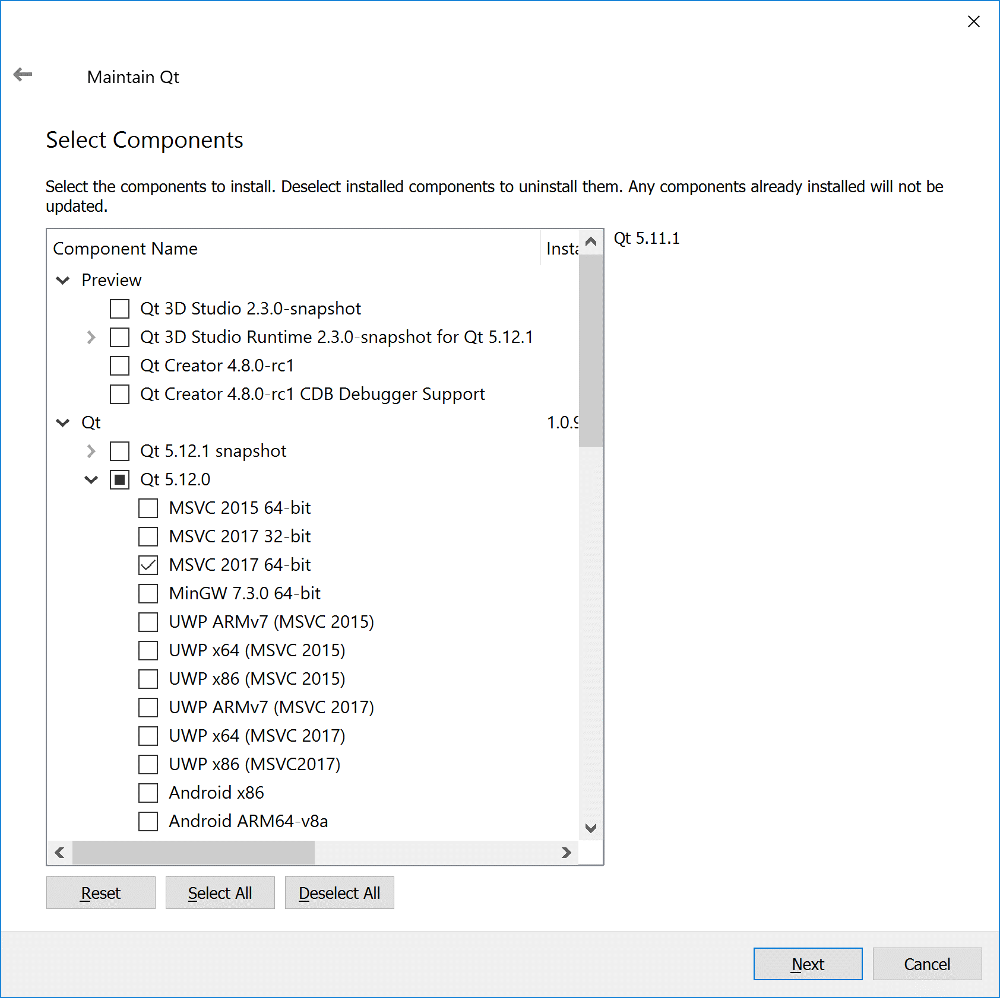 Maintain Qt
Select Components
Select the components to install. Deselect installed components to uninstall them. Any components already installed will not be
updated.
Component Name Insta
Qt 5.11.1
Preview
Qt 3D Studio 2.3.0-snapshot
Qt 3D Studio Runtime 2.3.0-snapshot for Qt 5.12.1
Qt Creator 4.8.0-rc1
Qt Creator 4.8.0-rc1 CDB Debugger Support
Qt 1.0.9
Qt 5.12.1 snapshot
Qt 5.12.0
MSVC 2015 64-bit
MSVC 2017 32-bit
MSVC 2017 64-bit
MinGW 7.3.0 64-bit
UWP ARMv7 (MSVC 2015)
UWP x64 (MSVC 2015)
UWP x86 (MSVC 2015)
UWP ARMv7 (MSVC 2017)
UWP x64 (MSVC 2017)
UWP x86 (MSVC2017)
Android x86
Android ARM64-v8a
Reset Select All Deselect All
Next Cancel